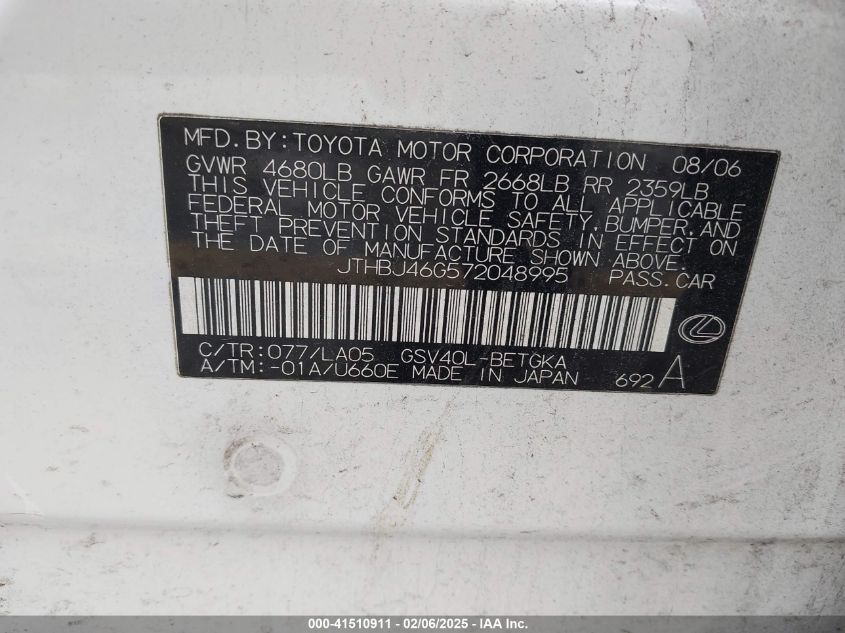 MFD.BY:TOYOTA MOTOR CORPORATION 08/06
GVWR 4680LB GAWR FR 2668LB RR 2359LB
THIS VEHICLE CONFORMS TO ALL APPLICABLE
FEDERAL MOTOR VEHICLE SAFETY,BUMPER,AND
THEFT PREVENTION STANDARDS IN EFFECT ON
THE DATE OF MANUFACTURE SHOWN ABOVE.
JTHBJ46G572048995 PASS.CAR
C/TR:077/LA05 GSV40L-BETGKA
A/TM:-01A/U660E MADE IN JAPAN 692A
000-41510911 - 02/06/2025 - IAA Inc.